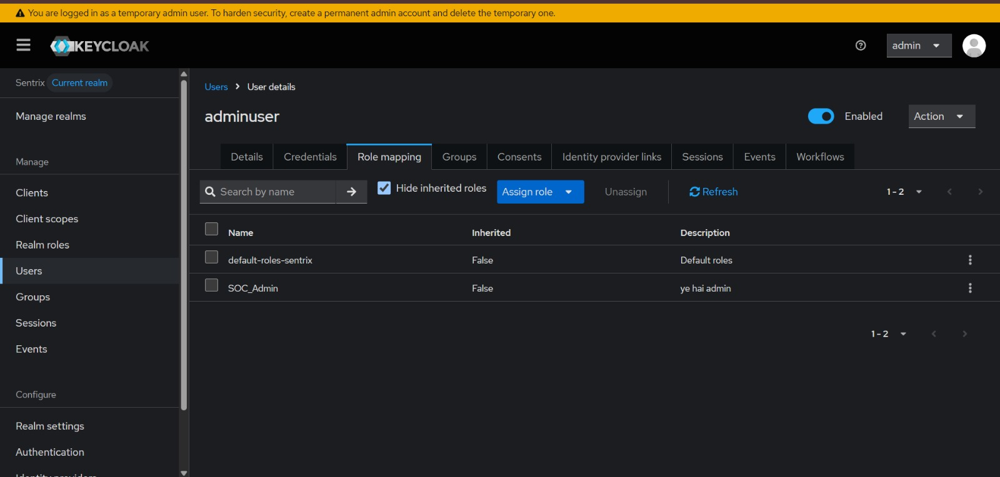 You are logged in as a temporary admin user. To harden security, create a permanent admin account and delete the temporary one.
KEYCLOAK
admin
Sentrix Current realm
Manage realms
Manage
Clients
Client scopes
Realm roles
Users
Groups
Sessions
Events
Configure
Realm settings
Authentication
Identity providers
Users > User details
adminuser
Enabled
Action
Details Credentials Role mapping Groups Consents Identity provider links Sessions Events Workflows
Search by name Hide inherited roles Assign role Unassign Refresh 1 - 2
Name Inherited Description
default-roles-sentrix False Default roles
SOC_Admin False ye hai admin
1 - 2